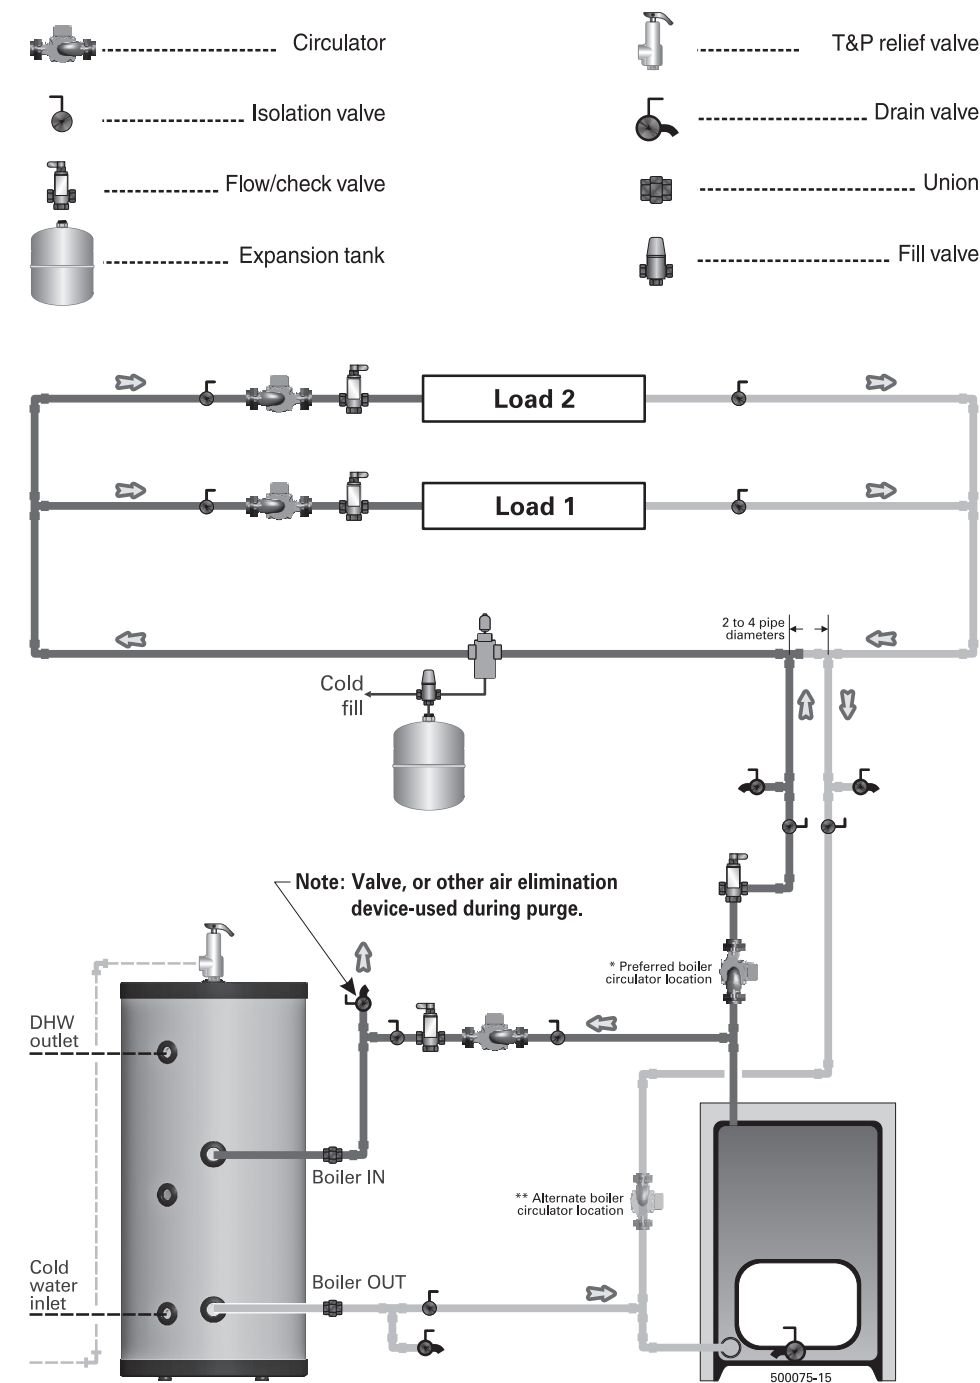 Circulator
T&P relief valve
Isolation valve
Drain valve
Flow/check valve
Union
Expansion tank
Fill valve
Load 2
Load 1
2 to 4 pipe
diameters
Cold
fill
Note: Valve, or other air elimination
device-used during purge.
* Preferred boiler
circulator location
DHW
outlet
Boiler IN
** Alternate boiler
circulator location
Cold
water
inlet
Boiler OUT
500075-15